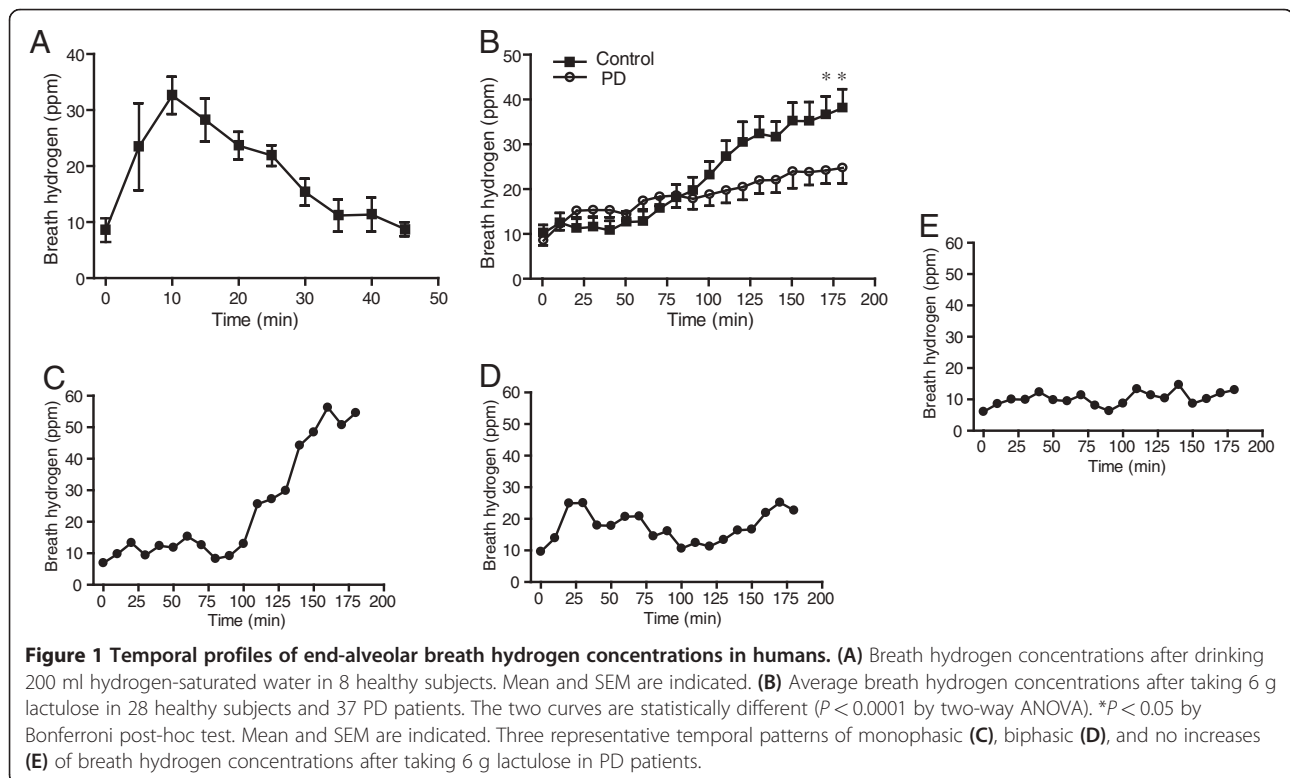 A
Breath hydrogen (ppm)
40
30
20
10
0
0 10 20 30 40 50
Time (min)
B
Breath hydrogen (ppm)
50
40
30
20
10
0
Control
PD
* *
0 25 50 75 100 125 150 175 200
Time (min)
C
Breath hydrogen (ppm)
60
50
40
30
20
10
0
0 25 50 75 100 125 150 175 200
Time (min)
D
Breath hydrogen (ppm)
60
50
40
30
20
10
0
0 25 50 75 100 125 150 175 200
Time (min)
E
Breath hydrogen (ppm)
60
50
40
30
20
10
0
0 25 50 75 100 125 150 175 200
Time (min)
Figure 1 Temporal profiles of end-alveolar breath hydrogen concentrations in humans. (A) Breath hydrogen concentrations after drinking
200 ml hydrogen-saturated water in 8 healthy subjects. Mean and SEM are indicated. (B) Average breath hydrogen concentrations after taking 6 g
lactulose in 28 healthy subjects and 37 PD patients. The two curves are statistically different (P < 0.0001 by two-way ANOVA). *P < 0.05 by
Bonferroni post-hoc test. Mean and SEM are indicated. Three representative temporal patterns of monophasic (C), biphasic (D), and no increases
(E) of breath hydrogen concentrations after taking 6 g lactulose in PD patients.